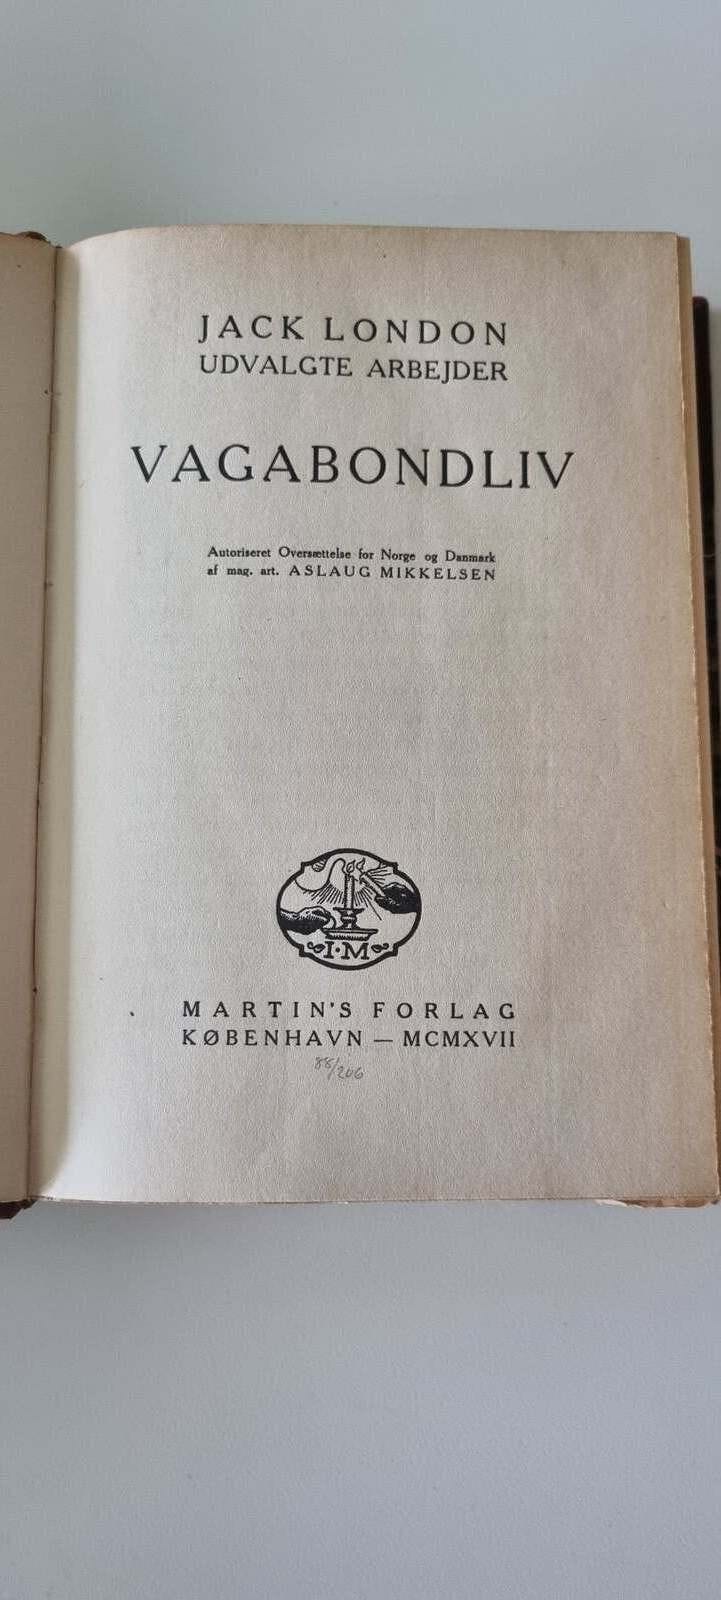 JACK LONDON
UDVALGTE ARBEJDER
VAGABONDLIV
Autoriseret Oversættelse for Norge og Danmark
af mag. art. ASLAUG MIKKELSEN
I·M
MARTIN'S FORLAG
KØBENHAVN — MCMXVII
88/206